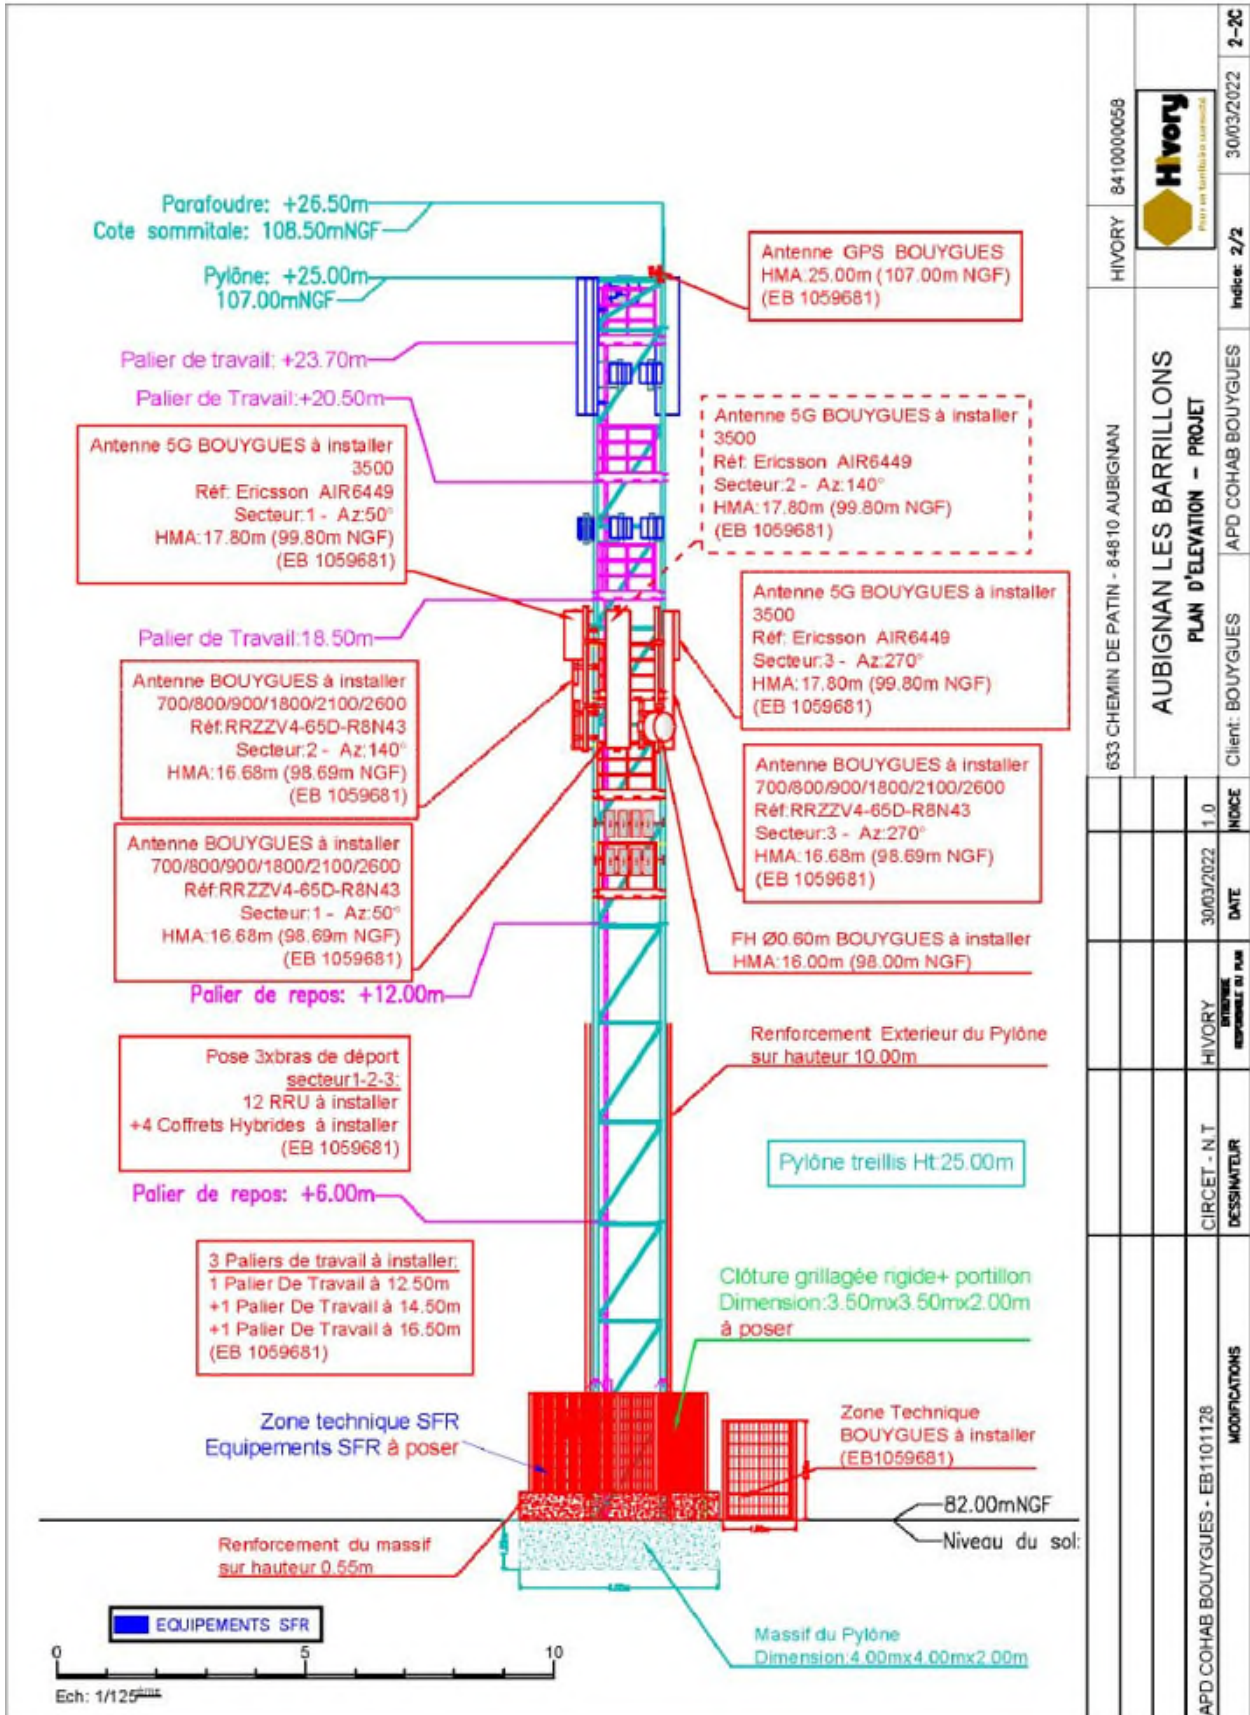 Parafoudre: +26.50m
Cote sommitale: 108.50mNGF
Pylône: +25.00m
107.00mNGF
Antenne GPS BOUYGUES
HMA:25.00m (107.00m NGF)
(EB 1059681)
Palier de travail: +23.70m
Palier de Travail:+20.50m
Antenne 5G BOUYGUES à installer
3500
Réf: Ericsson AIR6449
Secteur:1 - Az:50°
HMA:17.80m (99.80m NGF)
(EB 1059681)
Antenne 5G BOUYGUES à installer
3500
Réf: Ericsson AIR6449
Secteur:2 - Az:140°
HMA:17.80m (99.80m NGF)
(EB 1059681)
Antenne 5G BOUYGUES à installer
3500
Réf: Ericsson AIR6449
Secteur:3 - Az:270°
HMA:17.80m (99.80m NGF)
(EB 1059681)
Palier de Travail:18.50m
Antenne BOUYGUES à installer
700/800/900/1800/2100/2600
Réf:RRZZV4-65D-R8N43
Secteur:2 - Az:140°
HMA:16.68m (98.69m NGF)
(EB 1059681)
Antenne BOUYGUES à installer
700/800/900/1800/2100/2600
Réf:RRZZV4-65D-R8N43
Secteur:3 - Az:270°
HMA:16.68m (98.69m NGF)
(EB 1059681)
Antenne BOUYGUES à installer
700/800/900/1800/2100/2600
Réf:RRZZV4-65D-R8N43
Secteur:1 - Az:50°
HMA:16.68m (98.69m NGF)
(EB 1059681)
FH Ø0.60m BOUYGUES à installer
HMA:16.00m (98.00m NGF)
Palier de repos: +12.00m
Renforcement Exterieur du Pylône
sur hauteur 10.00m
Pose 3xbras de déport
secteur1-2-3:
12 RRU à installer
+4 Coffrets Hybrides à installer
(EB 1059681)
Pylône treillis Ht:25.00m
Palier de repos: +6.00m
3 Paliers de travail à installer:
1 Palier De Travail à 12.50m
+1 Palier De Travail à 14.50m
+1 Palier De Travail à 16.50m
(EB 1059681)
Clôture grillagée rigide+ portillon
Dimension:3.50mx3.50mx2.00m
à poser
Zone technique SFR
Equipements SFR à poser
Zone Technique
BOUYGUES à installer
(EB1059681)
82.00mNGF
Niveau du sol:
Renforcement du massif
sur hauteur 0.55m
Massif du Pylône
Dimension:4.00mx4.00mx2.00m
EQUIPEMENTS SFR
0 5 10
Ech: 1/125ème
HIVORY 8410000058
633 CHEMIN DE PATIN - 84810 AUBIGNAN
Hivory
AUBIGNAN LES BARRILLONS
PLAN D'ELEVATION - PROJET
Client: BOUYGUES
APD COHAB BOUYGUES
Indice: 2/2
30/03/2022
2-2C
APD COHAB BOUYGUES - EB1101128
CIRCET - N.T
HIVORY
30/03/2022
1.0
MODIFICATIONS
DESSINATEUR
ENTREPRISE
RESPONSABLE DU PLAN
DATE
INDICE